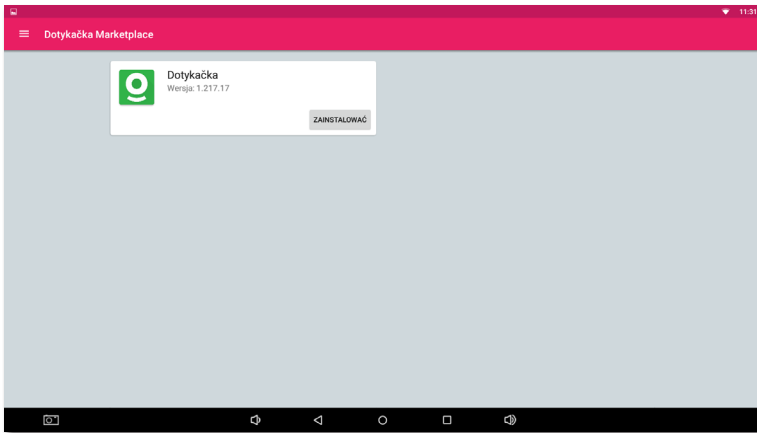 11:31
Dotykačka Marketplace
Dotykačka
Wersja: 1.217.17
ZAINSTALOWAĆ